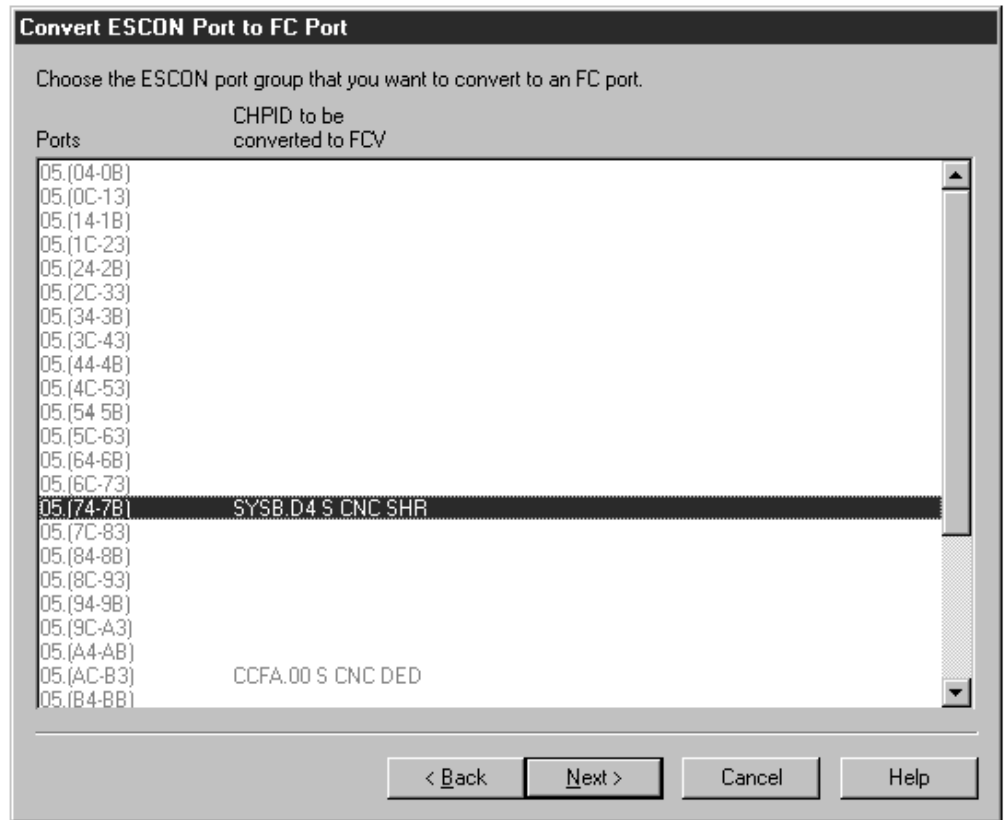 Convert ESCON Port to FC Port
Choose the ESCON port group that you want to convert to an FC port.
CHPID to be
Ports converted to FCV
05.(04-0B)
05.(0C-13)
05.(14-1B)
05.(1C-23)
05.(24-2B)
05.(2C-33)
05.(34-3B)
05.(3C-43)
05.(44-4B)
05.(4C-53)
05.(54 5B)
05.(5C-63)
05.(64-6B)
05.(6C-73)
05.(74-7B) SYSB.D4 S CNC SHR
05.(7C-83)
05.(84-8B)
05.(8C-93)
05.(94-9B)
05.(9C-A3)
05.(A4-AB)
05.(AC-B3) CCFA.00 S CNC DED
05.(B4-BB)
< Back Next > Cancel Help